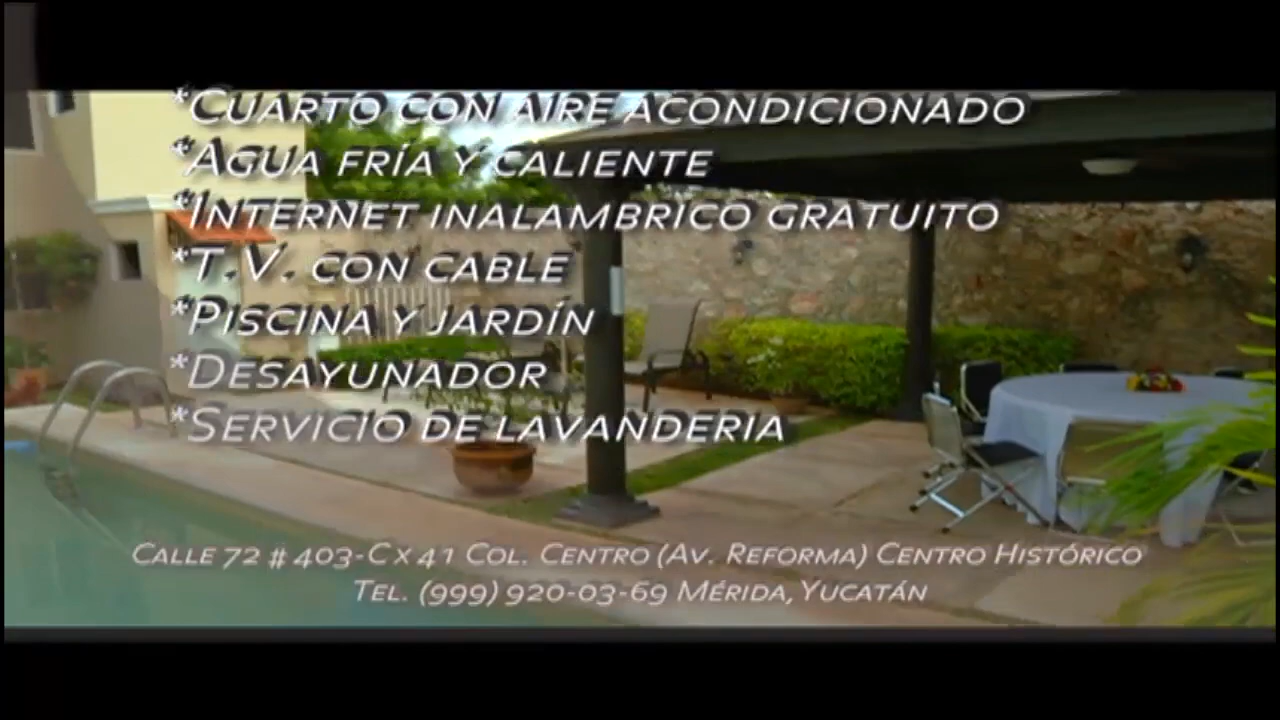 *Cuarto con aire acondicionado
*Agua fría y caliente
*Internet inalambrico gratuito
*T.V. con cable
*Piscina y jardín
*Desayunador
*Servicio de lavanderia
Calle 72 # 403-C x 41 Col. Centro (Av. Reforma) Centro Histórico
Tel. (999) 920-03-69 Mérida, Yucatán